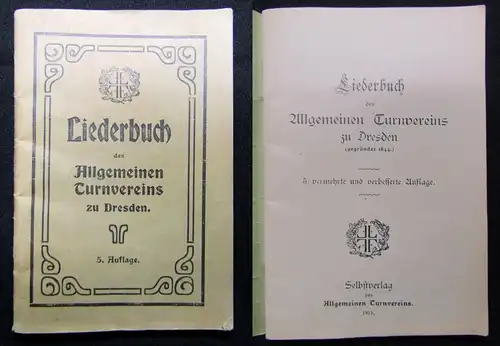 Liederbuch
des
Allgemeinen
Turnvereins
zu Dresden.
5. Auflage.
Liederbuch
des
Allgemeinen Turnvereins
zu Dresden
(gegründet 1844.)
5. vermehrte und verbesserte Auflage.
Selbstverlag
des
Allgemeinen Turnvereins.